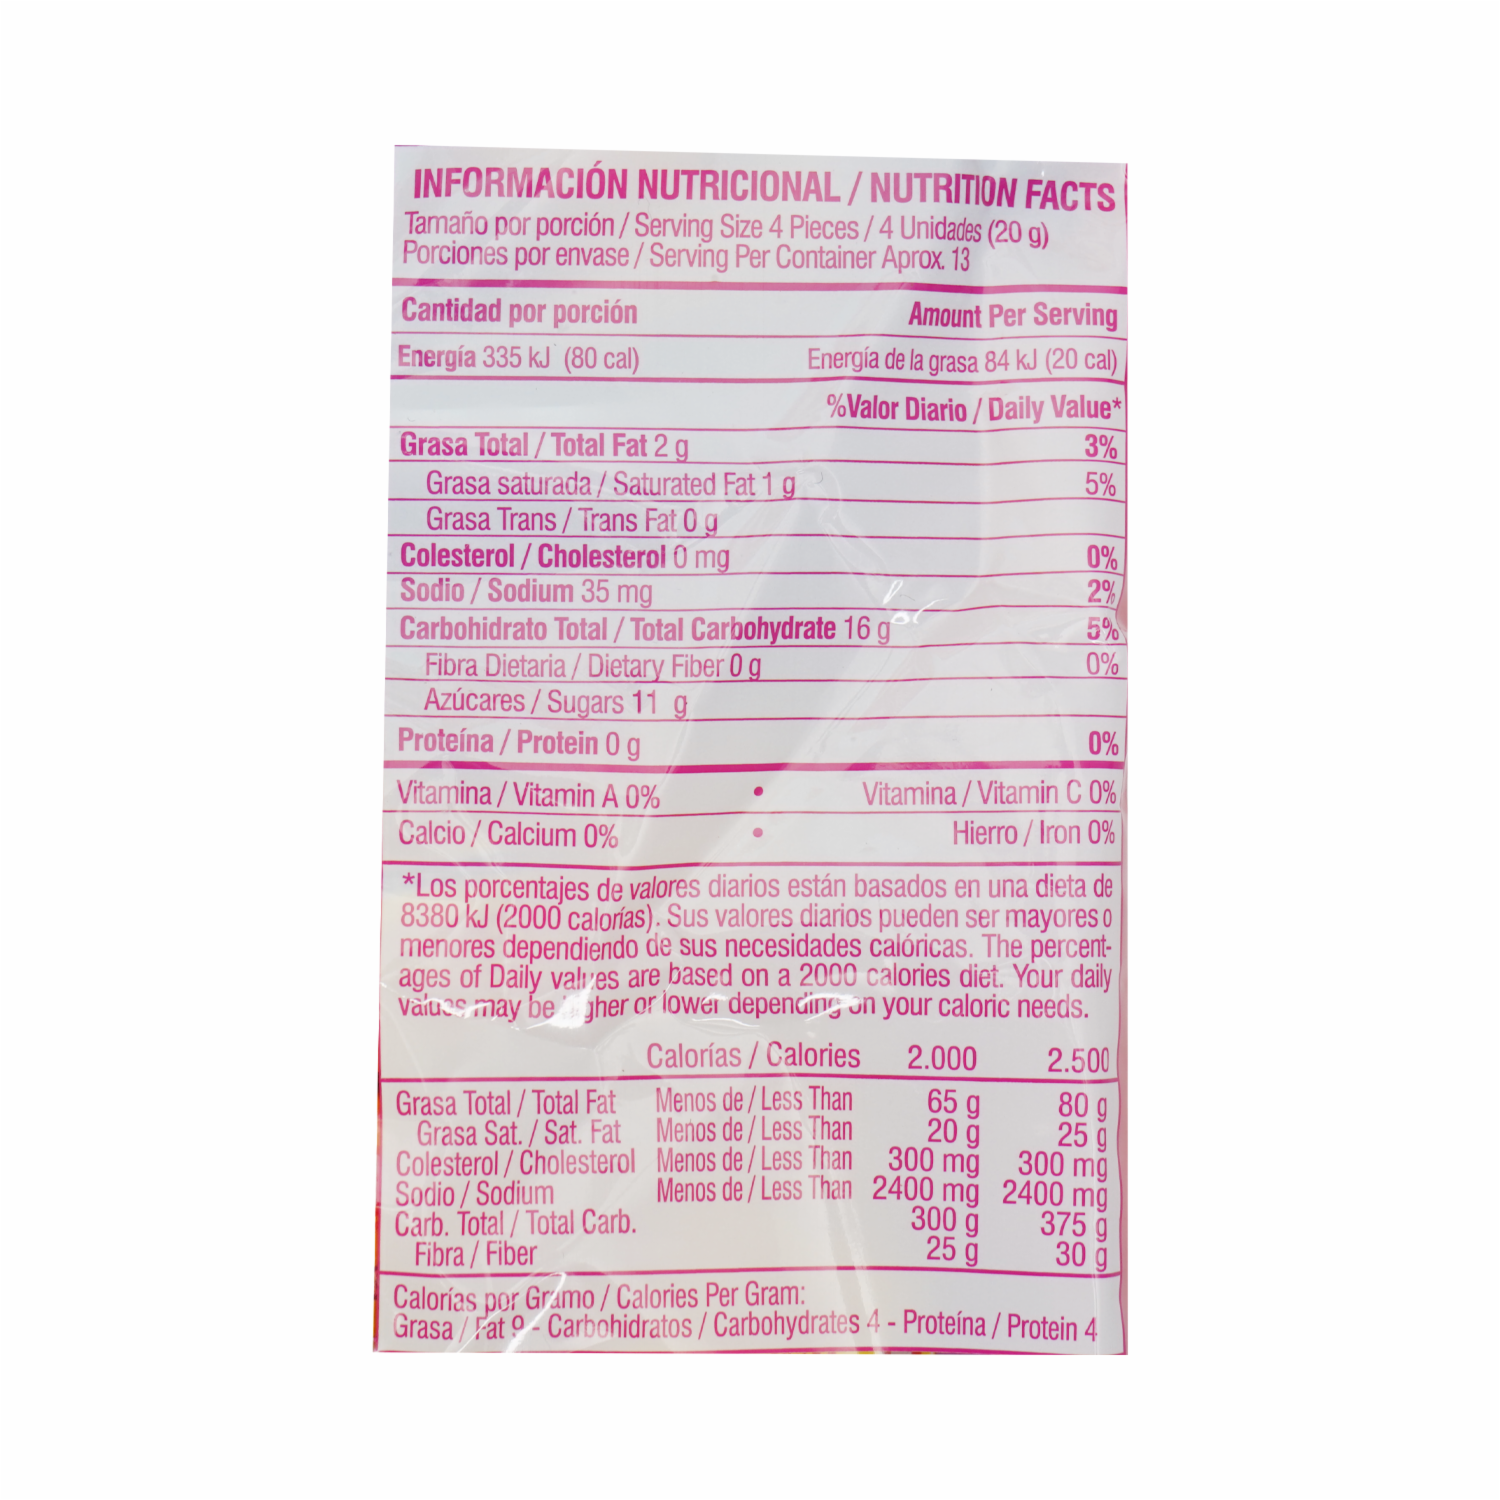 INFORMACIÓN NUTRICIONAL / NUTRITION FACTS
Tamaño por porción / Serving Size 4 Pieces / 4 Unidades (20 g)
Porciones por envase / Serving Per Container Aprox. 13
Cantidad por porción Amount Per Serving
Energía 335 kJ (80 cal) Energía de la grasa 84 kJ (20 cal)
%Valor Diario / Daily Value*
Grasa Total / Total Fat 2 g 3%
Grasa saturada / Saturated Fat 1 g 5%
Grasa Trans / Trans Fat 0 g
Colesterol / Cholesterol 0 mg 0%
Sodio / Sodium 35 mg 2%
Carbohidrato Total / Total Carbohydrate 16 g 5%
Fibra Dietaria / Dietary Fiber 0 g 0%
Azúcares / Sugars 11 g
Proteína / Protein 0 g 0%
Vitamina / Vitamin A 0% • Vitamina / Vitamin C 0%
Calcio / Calcium 0% • Hierro / Iron 0%
*Los porcentajes de valores diarios están basados en una dieta de
8380 kJ (2000 calorías). Sus valores diarios pueden ser mayores o
menores dependiendo de sus necesidades calóricas. The percent-
ages of Daily values are based on a 2000 calories diet. Your daily
values may be higher or lower depending on your caloric needs.
Calorías / Calories 2.000 2.500
Grasa Total / Total Fat Menos de / Less Than 65 g 80 g
Grasa Sat. / Sat. Fat Menos de / Less Than 20 g 25 g
Colesterol / Cholesterol Menos de / Less Than 300 mg 300 mg
Sodio / Sodium Menos de / Less Than 2400 mg 2400 mg
Carb. Total / Total Carb. 300 g 375 g
Fibra / Fiber 25 g 30 g
Calorías por Gramo / Calories Per Gram:
Grasa / Fat 9 - Carbohidratos / Carbohydrates 4 - Proteína / Protein 4